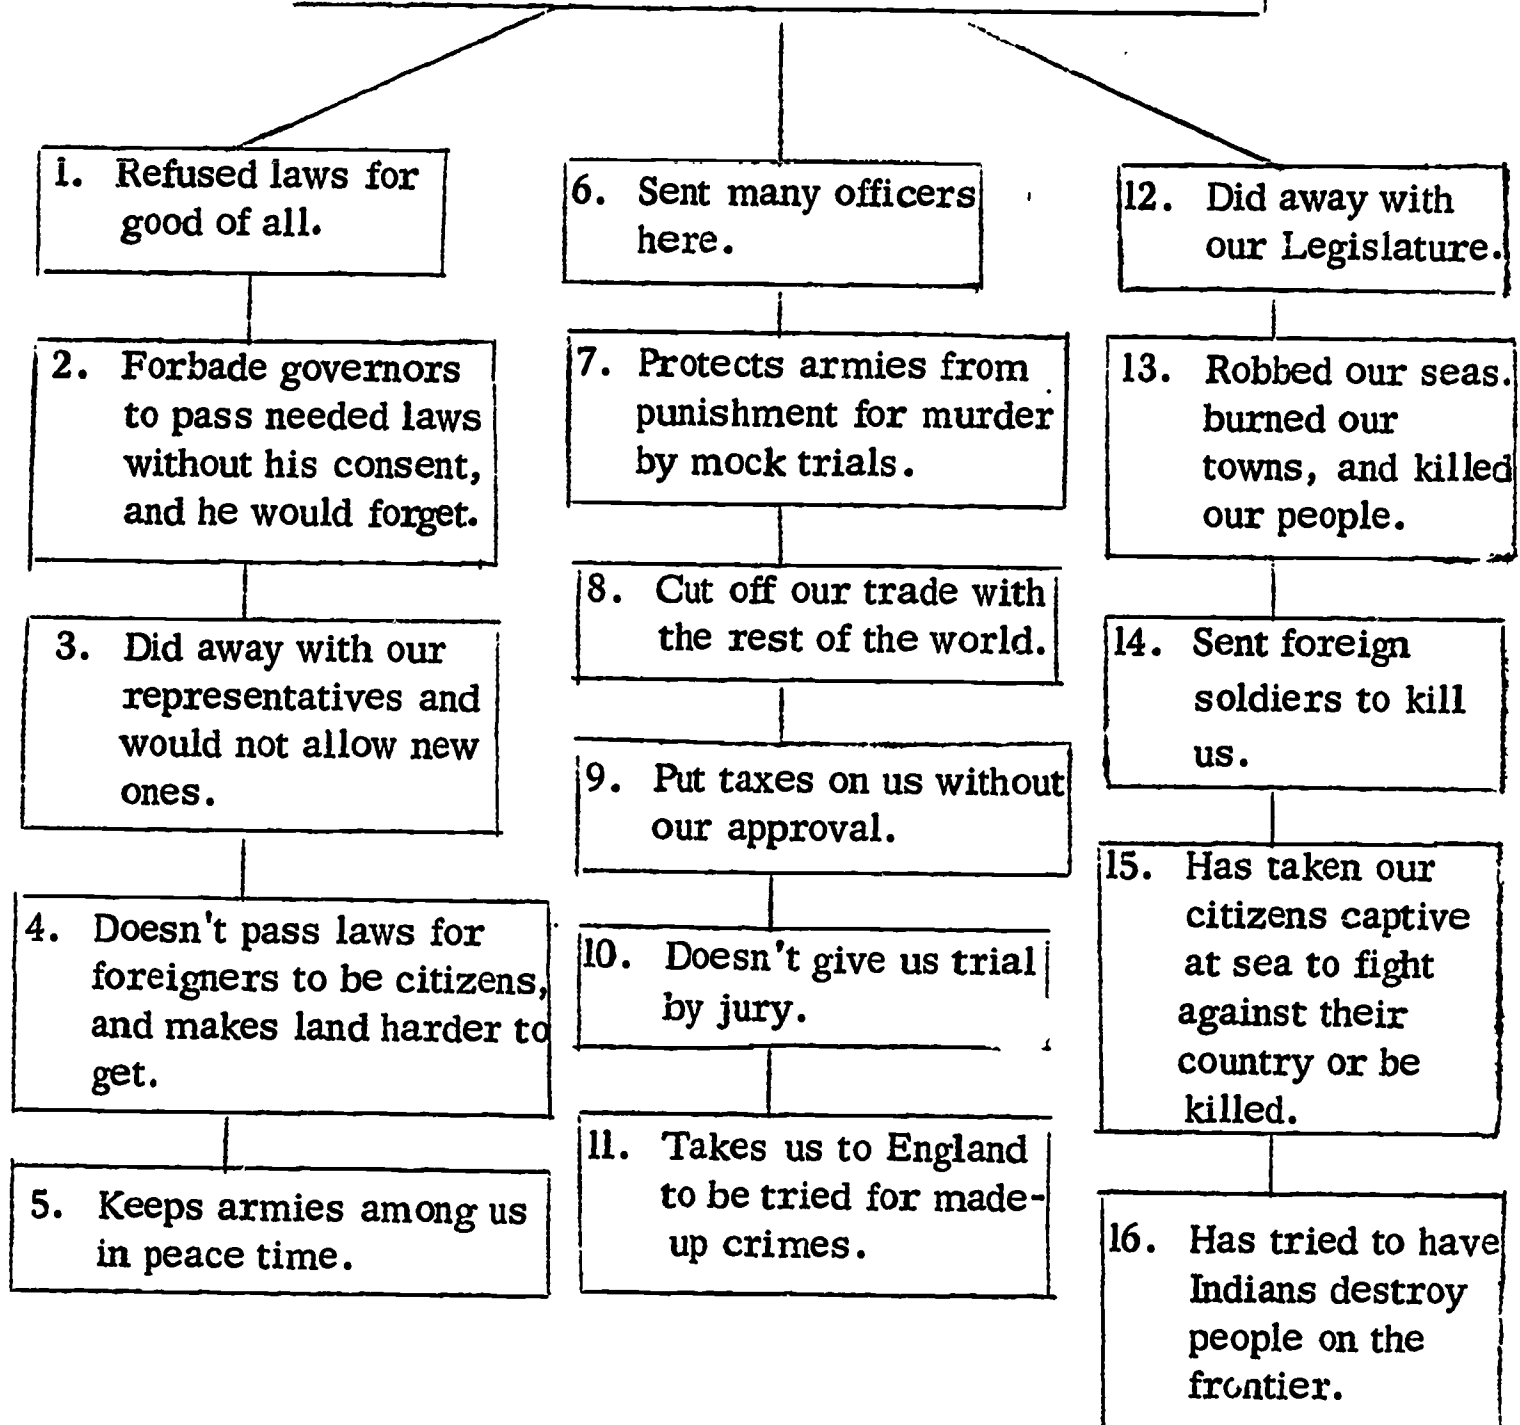 1. Refused laws for
good of all.
2. Forbade governors
to pass needed laws
without his consent,
and he would forget.
3. Did away with our
representatives and
would not allow new
ones.
4. Doesn't pass laws for
foreigners to be citizens,
and makes land harder to
get.
5. Keeps armies among us
in peace time.
6. Sent many officers
here.
7. Protects armies from
punishment for murder
by mock trials.
8. Cut off our trade with
the rest of the world.
9. Put taxes on us without
our approval.
10. Doesn't give us trial
by jury.
11. Takes us to England
to be tried for made-
up crimes.
12. Did away with
our Legislature.
13. Robbed our seas.
burned our
towns, and killed
our people.
14. Sent foreign
soldiers to kill
us.
15. Has taken our
citizens captive
at sea to fight
against their
country or be
killed.
16. Has tried to have
Indians destroy
people on the
frontier.